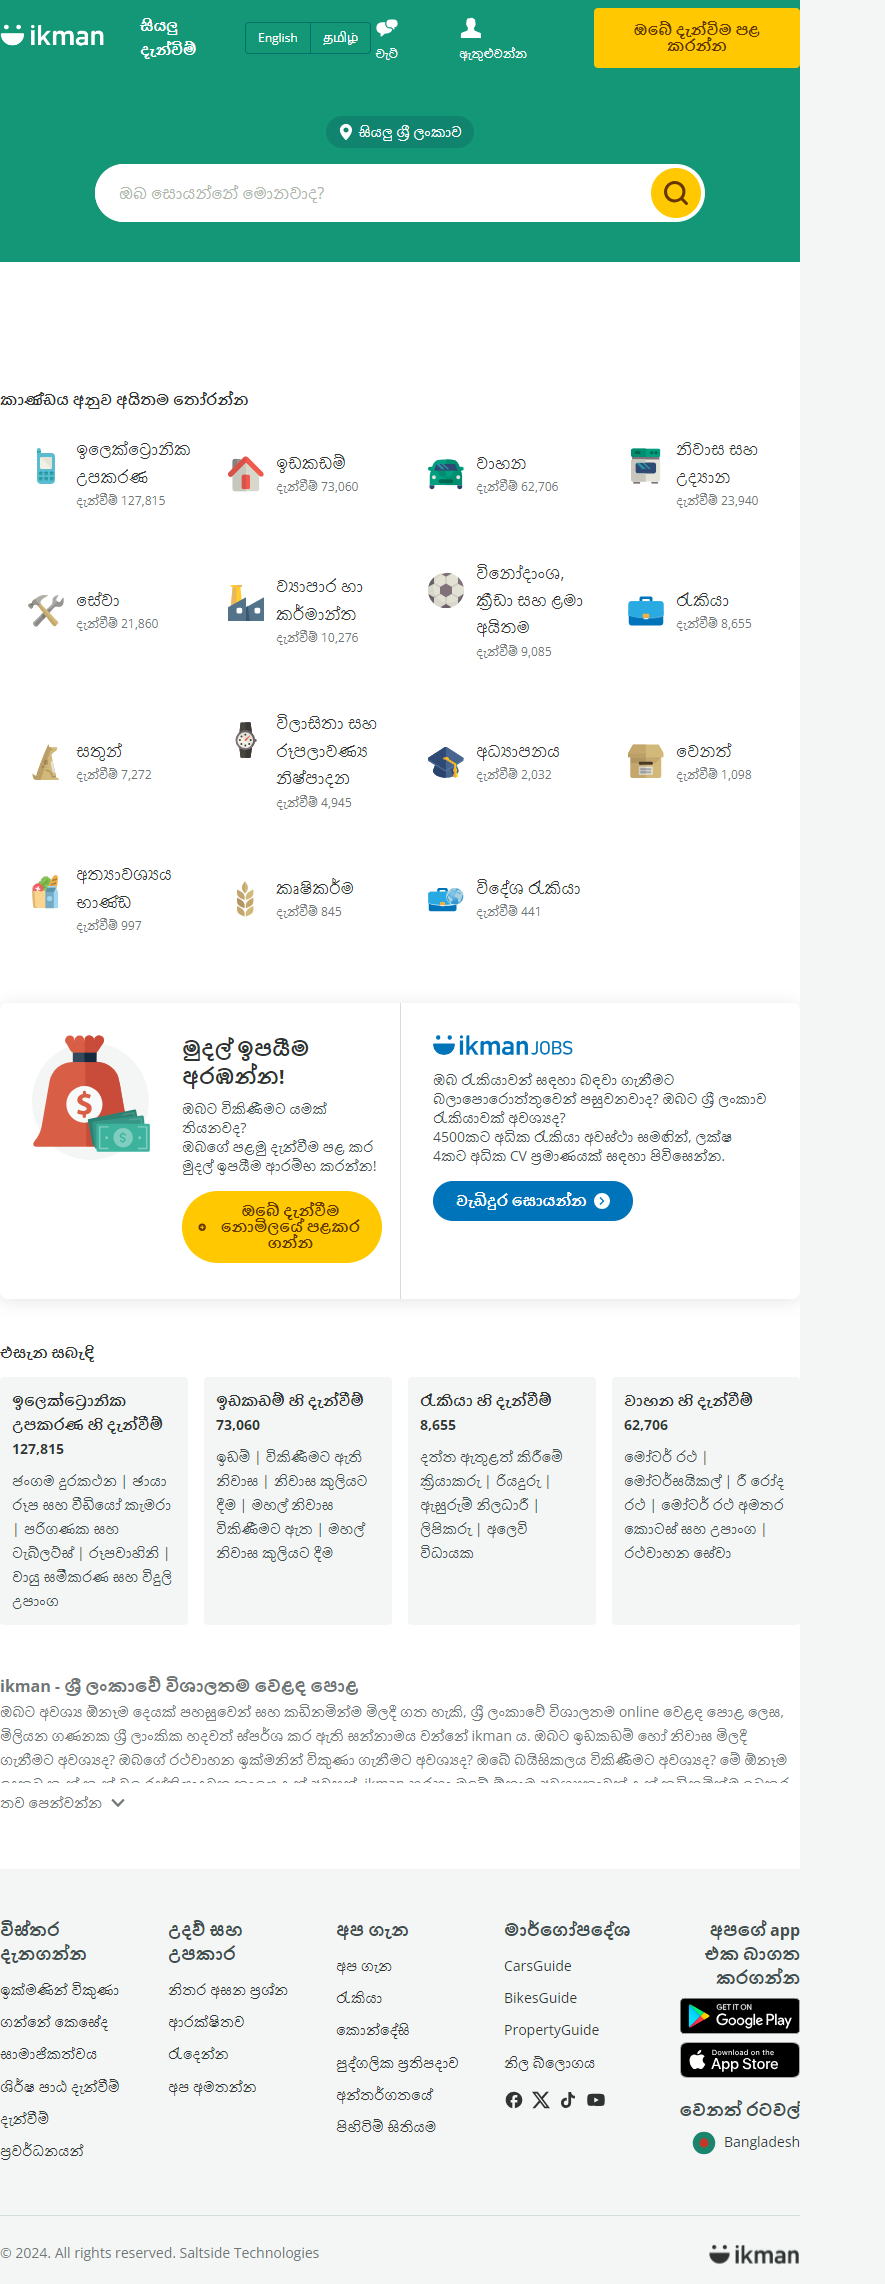 ikman
සියලු
දැන්වීම්
English
தமிழ்
චැට්
ඇතුළුවන්න
ඔබේ දැන්වීම පළ
කරන්න
සියලු ශ්‍රී ලංකාව
ඔබ සොයන්නේ මොනවාද?
කාණ්ඩය අනුව අයිතම තෝරන්න
ඉලෙක්ට්‍රොනික
උපකරණ
දැන්වීම් 127,815
ඉඩකඩම්
දැන්වීම් 73,060
වාහන
දැන්වීම් 62,706
නිවාස සහ
උද්‍යාන
දැන්වීම් 23,940
සේවා
දැන්වීම් 21,860
ව්‍යාපාර හා
කර්මාන්ත
දැන්වීම් 10,276
විනෝදාංශ,
ක්‍රීඩා සහ ළමා
අයිතම
දැන්වීම් 9,085
රැකියා
දැන්වීම් 8,655
සතුන්
දැන්වීම් 7,272
විලාසිතා සහ
රූපලාවණ්‍ය
නිෂ්පාදන
දැන්වීම් 4,945
අධ්‍යාපනය
දැන්වීම් 2,032
වෙනත්
දැන්වීම් 1,098
අත්‍යාවශ්‍යය
භාණ්ඩ
දැන්වීම් 997
කෘෂිකර්ම
දැන්වීම් 845
විදේශ රැකියා
දැන්වීම් 441
මුදල් ඉපයීම
අරඹන්න!
ඔබට විකිණීමට යමක්
තියනවද?
ඔබගේ පළමු දැන්වීම පළ කර
මුදල් ඉපයීම ආරම්භ කරන්න!
ඔබේ දැන්වීම
නොමිලයේ පළකර
ගන්න
ikman JOBS
ඔබ රැකියාවන් සඳහා බඳවා ගැනීමට
බලාපොරොත්තුවෙන් පසුවනවාද? ඔබට ශ්‍රී ලංකාව
රැකියාවක් අවශ්‍යද?
4500කට අධික රැකියා අවස්ථා සමඟින්, ලක්ෂ
4කට අධික CV ප්‍රමාණයක් සඳහා පිවිසෙන්න.
වැඩිදුර සොයන්න
එසැන සබැඳි
ඉලෙක්ට්‍රොනික
උපකරණ හි දැන්වීම්
127,815
ජංගම දුරකථන | ඡායා
රූප සහ වීඩියෝ කැමරා
| පරිගණක සහ
ටැබ්ලට්ස් | රූපවාහිනි |
වායු සමීකරණ සහ විදුලි
උපාංග
ඉඩකඩම් හි දැන්වීම්
73,060
ඉඩම් | විකිණීමට ඇති
නිවාස | නිවාස කුලියට
දීම | මහල් නිවාස
විකිණීමට ඇත | මහල්
නිවාස කුලියට දීම
රැකියා හි දැන්වීම්
8,655
දත්ත ඇතුළත් කිරීමේ
ක්‍රියාකරු | රියදුරු |
ඇසුරුම් නිලධාරී |
ලිපිකරු | අලෙවි
විධායක
වාහන හි දැන්වීම්
62,706
මෝටර් රථ |
මෝටර්සයිකල් | රී රෝද
රථ | මෝටර් රථ අමතර
කොටස් සහ උපාංග |
රථවාහන සේවා
ikman - ශ්‍රී ලංකාවේ විශාලතම වෙළඳ පොළ
ඔබට අවශ්‍ය ඕනෑම දෙයක් පහසුවෙන් සහ කඩිනමින්ම මිලදී ගත හැකි, ශ්‍රී ලංකාවේ විශාලතම online වෙළඳ පොළ ලෙස,
මිලියන ගණනක ශ්‍රී ලාංකික හදවත් ස්පර්ශ කර ඇති සන්නාමය වන්නේ ikman ය. ඔබට ඉඩකඩම් හෝ නිවාස මිලදී
ගැනීමට අවශ්‍යද? ඔබගේ රථවාහන ඉක්මනින් විකුණා ගැනීමට අවශ්‍යද? ඔබේ බයිසිකලය විකිණීමට අවශ්‍යද? මේ ඕනෑම
තව පෙන්වන්න
විස්තර
දැනගන්න
ඉක්මණින් විකුණා
ගන්නේ කෙසේද
සාමාජිකත්වය
ශිර්ෂ පාඨ දැන්වීම්
දැන්වීම්
ප්‍රවර්ධනයන්
උදව් සහ
උපකාර
නිතර අසන ප්‍රශ්න
ආරක්ෂිතව
රැදෙන්න
අප අමතන්න
අප ගැන
අප ගැන
රැකියා
කොන්දේසි
පුද්ගලික ප්‍රතිපදාව
අන්තර්ගතයේ
පිහිටිම් සිතියම
මාර්ගෝපදේශ
CarsGuide
BikesGuide
PropertyGuide
නිල බ්ලොගය
අපගේ app
එක බාගත
කරගන්න
GET IT ON
Google Play
Download on the
App Store
වෙනත් රටවල්
Bangladesh
© 2024. All rights reserved. Saltside Technologies
ikman